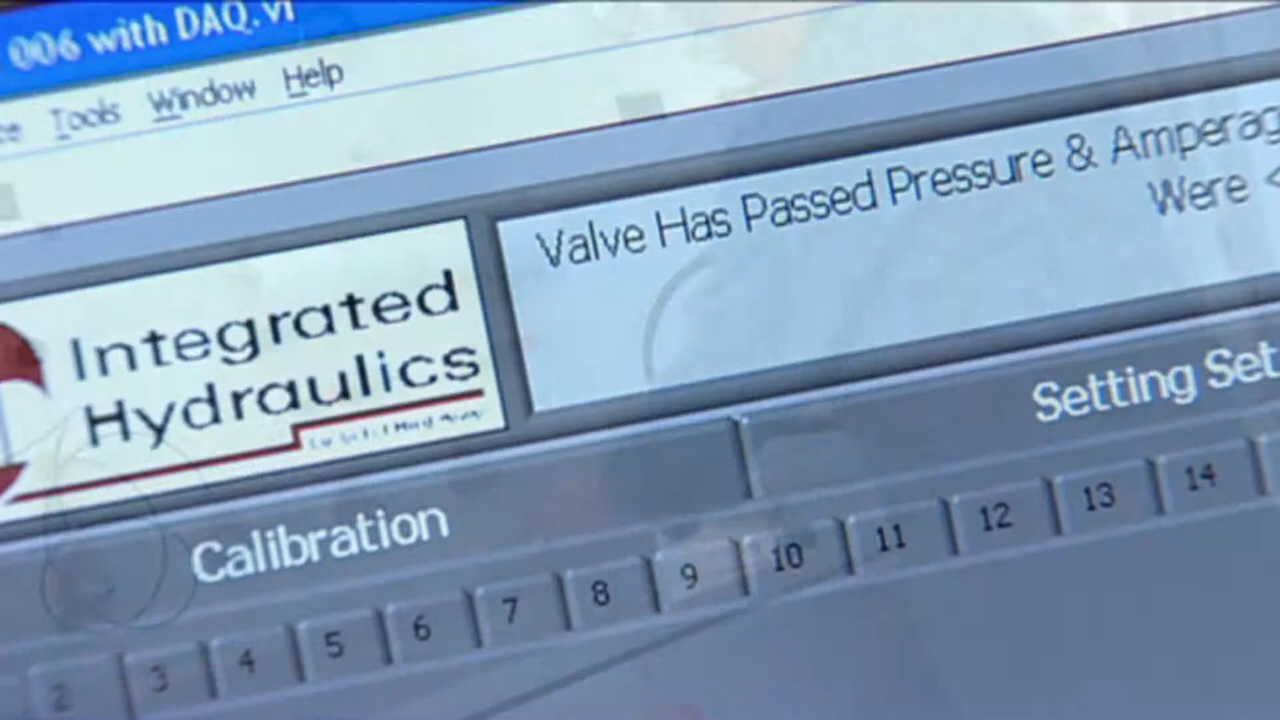 006 with DAQ.vi
Tools Window Help
Valve Has Passed Pressure & Amperag
Were <
Integrated
Hydraulics
Setting Set
Calibration
2 3 4 5 6 7 8 9 10 11 12 13 14